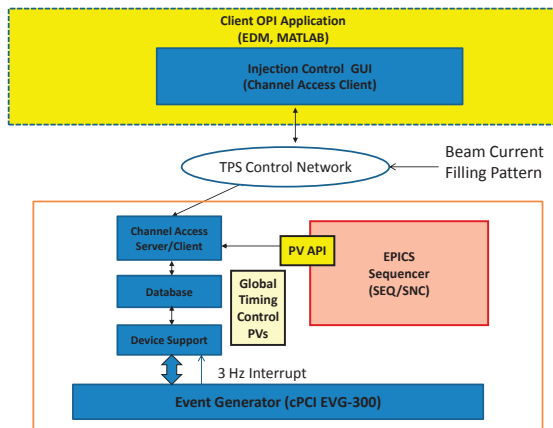 Client OPI Application
(EDM, MATLAB)
Injection Control GUI
(Channel Access Client)
TPS Control Network
Beam Current
Filling Pattern
Channel Access
Server/Client
PV API
EPICS
Sequencer
(SEQ/SNC)
Database
Global
Timing
Control
PVs
Device Support
3 Hz Interrupt
Event Generator (cPCI EVG-300)